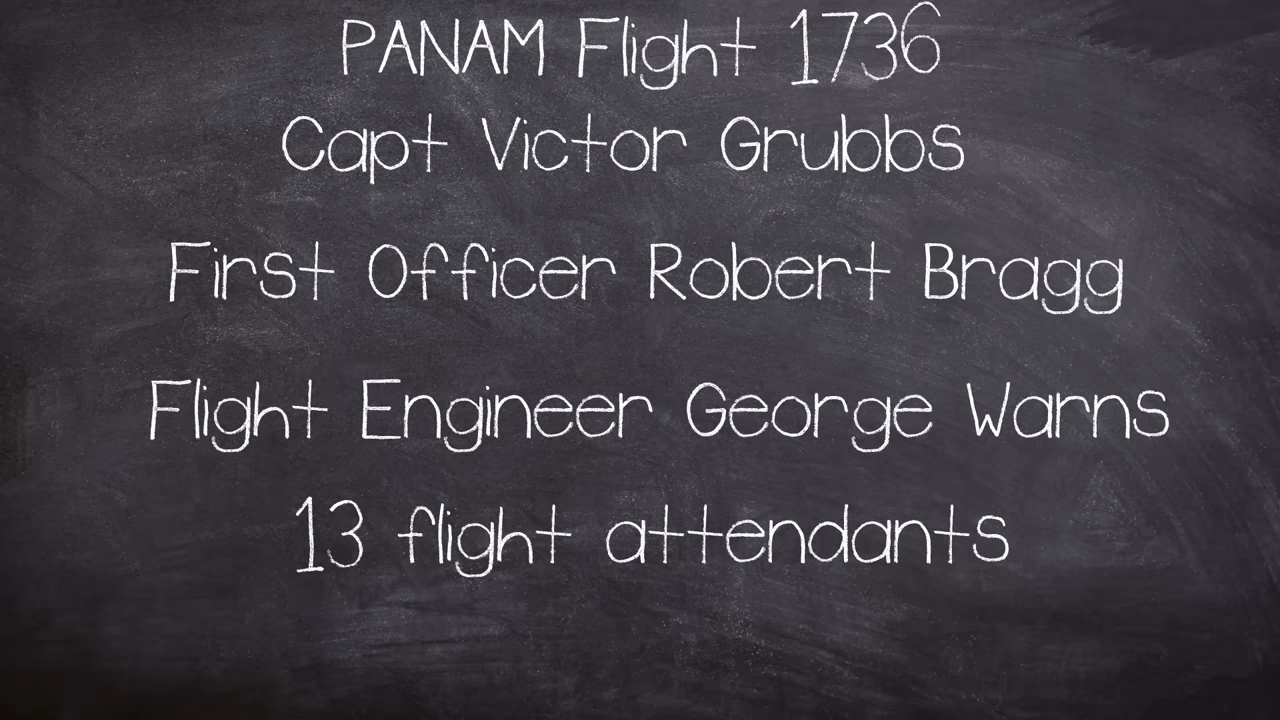 PANAM Flight 1736
Capt Victor Grubbs
First Officer Robert Bragg
Flight Engineer George Warns
13 flight attendants